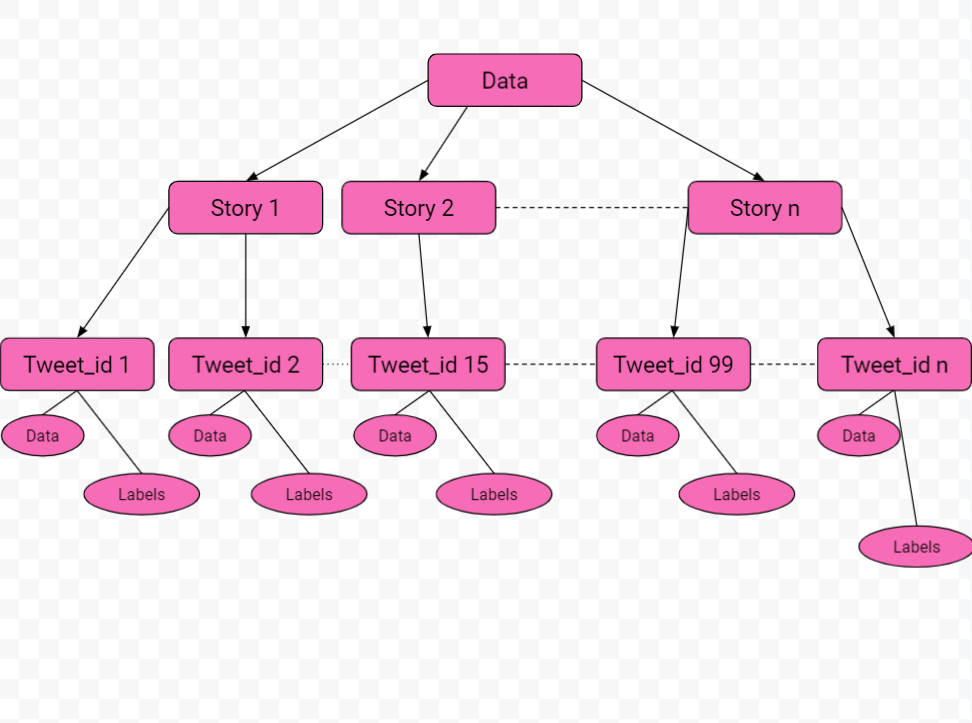 Data
Story 1
Story 2
Story n
Tweet_id 1
Tweet_id 2
Tweet_id 15
Tweet_id 99
Tweet_id n
Data
Data
Data
Data
Data
Labels
Labels
Labels
Labels
Labels